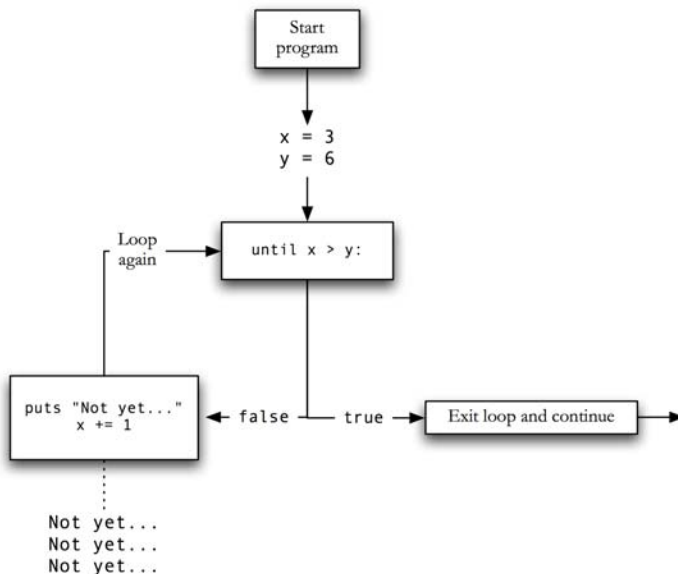 Start
program
x = 3
y = 6
Loop
again
until x > y:
puts "Not yet..."
x += 1
false
true
Exit loop and continue
Not yet...
Not yet...
Not yet...